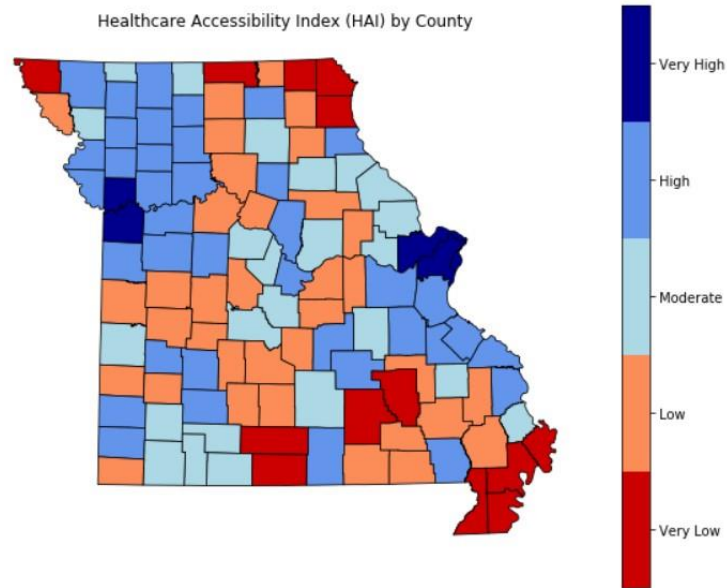 Healthcare Accessibility Index (HAI) by County
Very High
High
Moderate
Low
Very Low